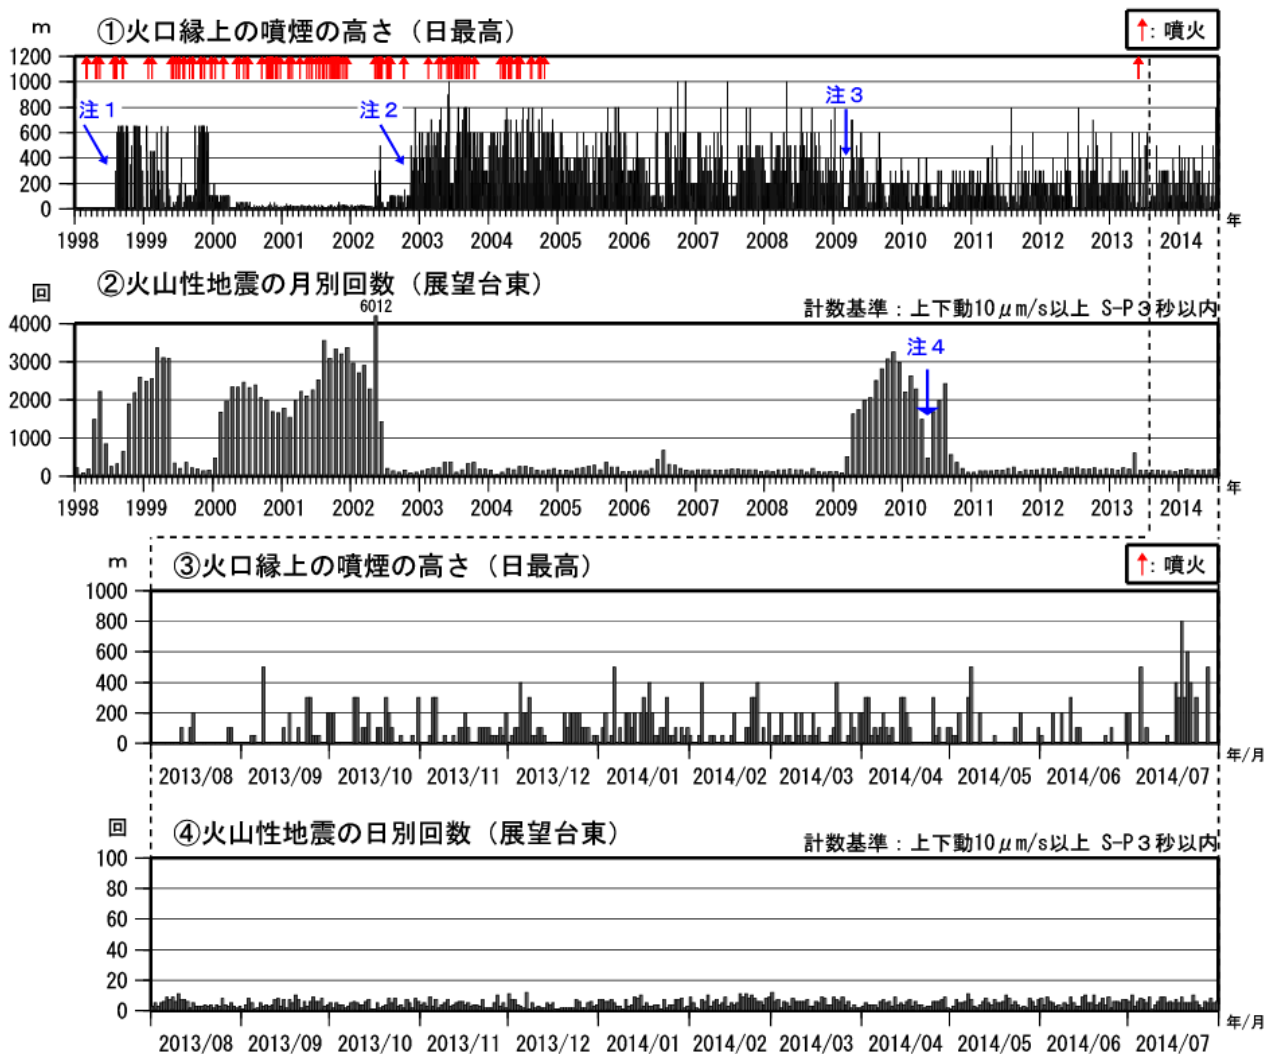 m ①火口縁上の噴煙の高さ（日最高） ↑: 噴火
1200
1000
800
600
400
200
0
注1 注2 注3
1998 1999 2000 2001 2002 2003 2004 2005 2006 2007 2008 2009 2010 2011 2012 2013 2014 年
回 ②火山性地震の月別回数（展望台東）
計数基準：上下動10μm/s以上 S-P3秒以内
6012
4000
3000
2000
1000
0
注4
1998 1999 2000 2001 2002 2003 2004 2005 2006 2007 2008 2009 2010 2011 2012 2013 2014 年
m ③火口縁上の噴煙の高さ（日最高） ↑: 噴火
1000
800
600
400
200
0
2013/08 2013/09 2013/10 2013/11 2013/12 2014/01 2014/02 2014/03 2014/04 2014/05 2014/06 2014/07 年/月
回 ④火山性地震の日別回数（展望台東）
計数基準：上下動10μm/s以上 S-P3秒以内
100
80
60
40
20
0
2013/08 2013/09 2013/10 2013/11 2013/12 2014/01 2014/02 2014/03 2014/04 2014/05 2014/06 2014/07 年/月